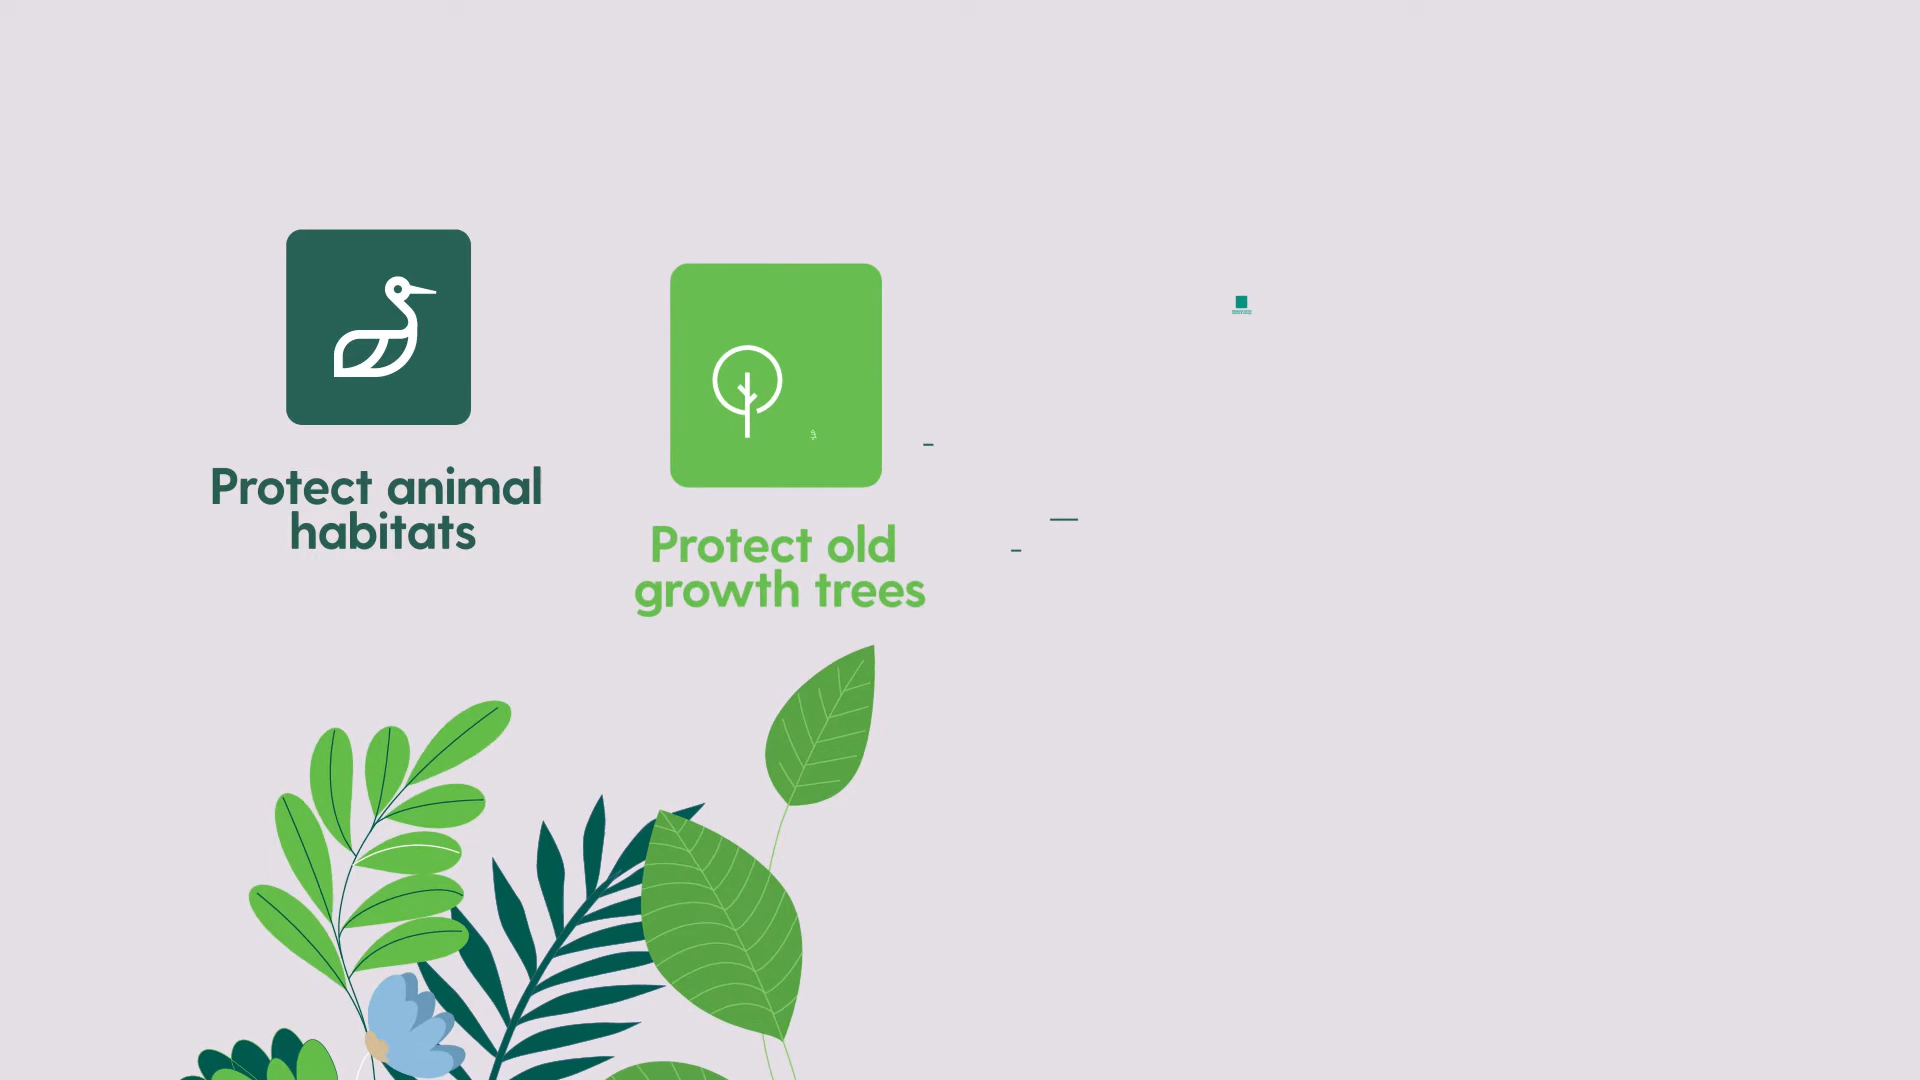 Protect animal
habitats
Protect old
growth trees